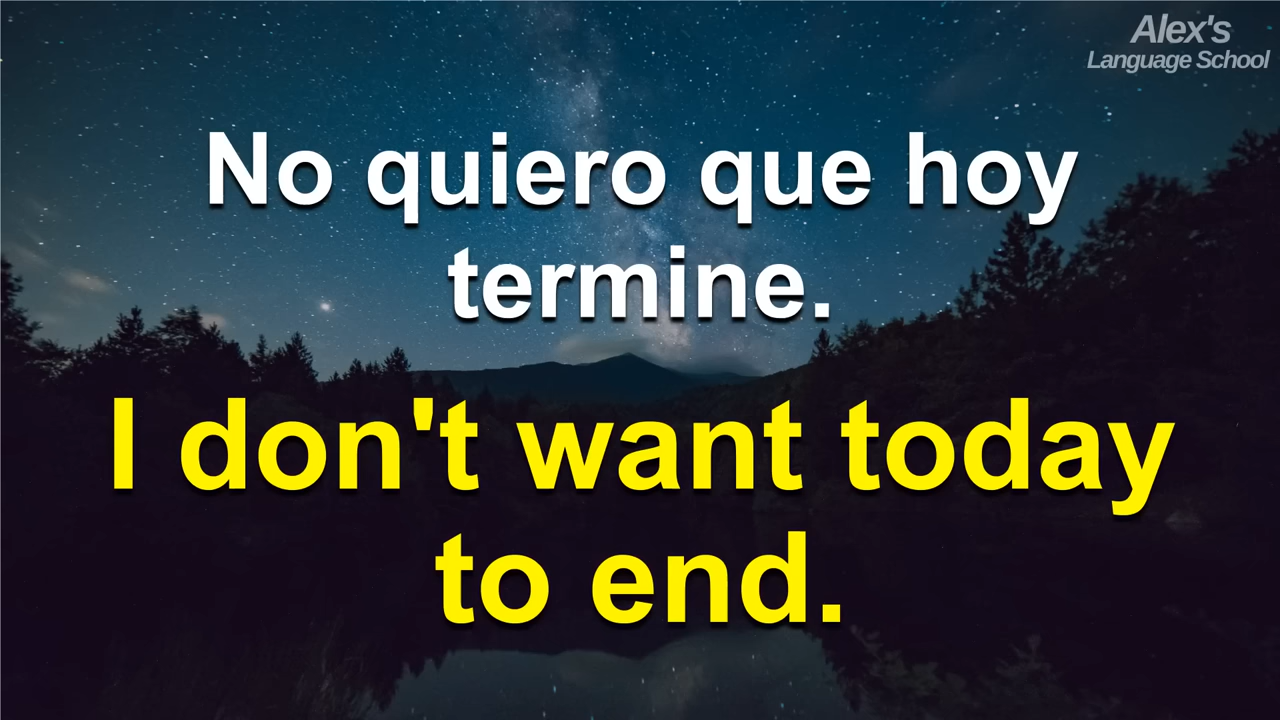 Alex's
Language School
No quiero que hoy
termine.
I don't want today
to end.